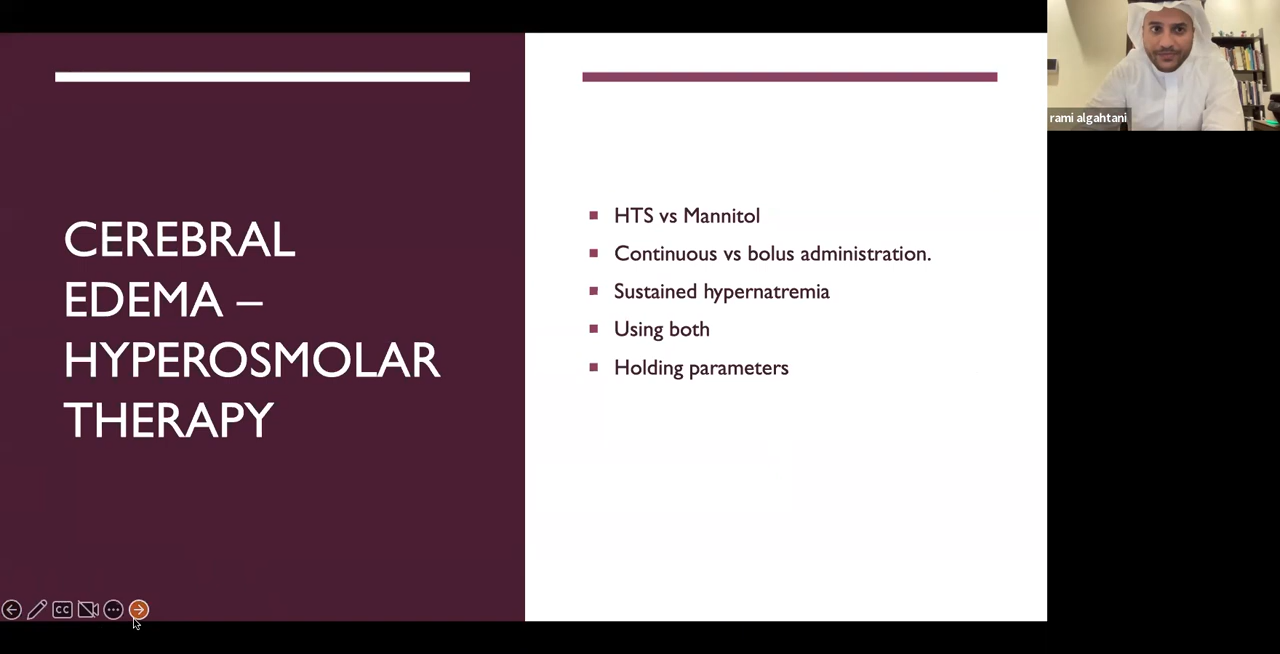 CEREBRAL
EDEMA –
HYPEROSMOLAR
THERAPY
HTS vs Mannitol
Continuous vs bolus administration.
Sustained hypernatremia
Using both
Holding parameters
rami algahtani
CC